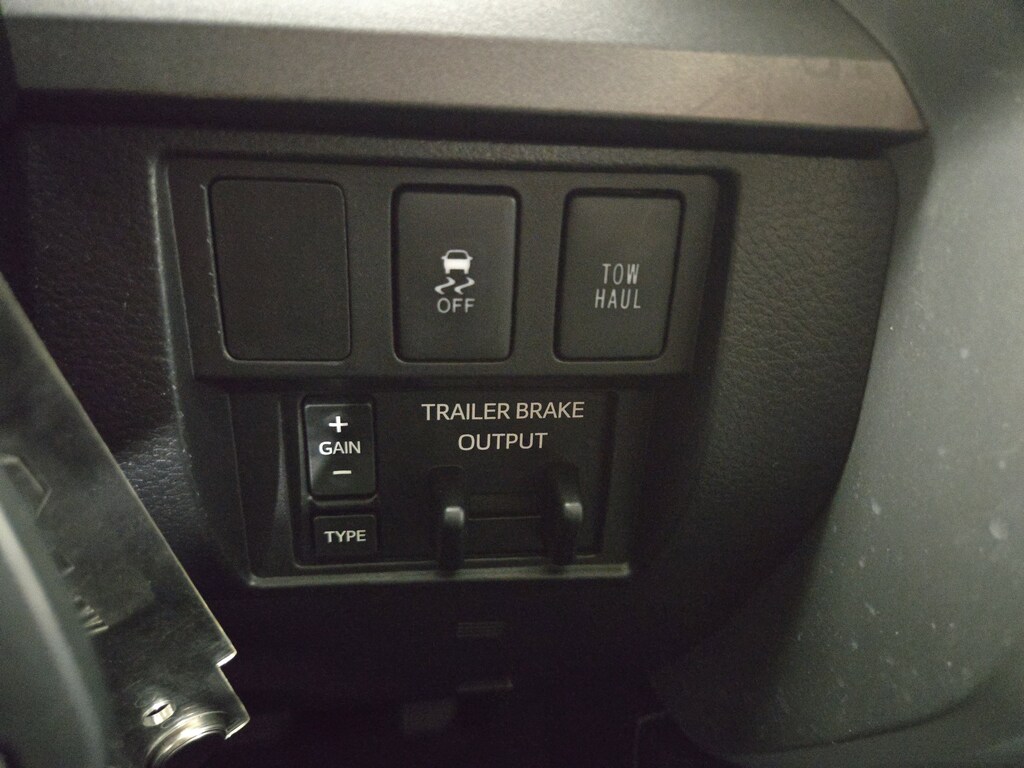 OFF
TOW
HAUL
+
GAIN
-
TRAILER BRAKE
OUTPUT
TYPE